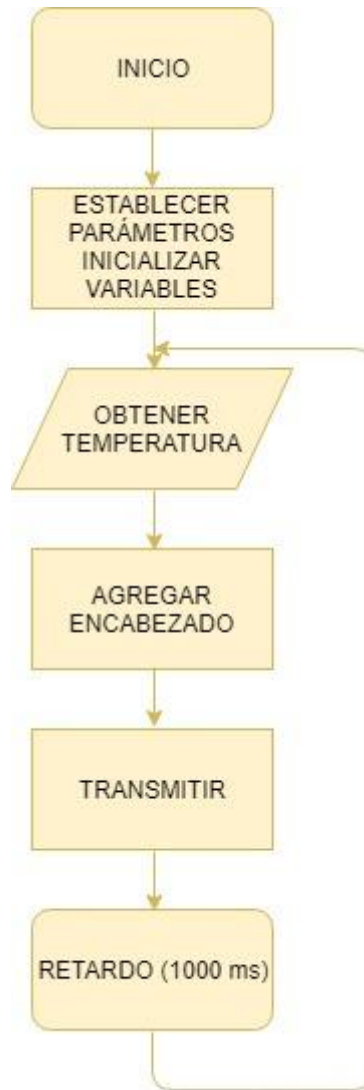 INICIO
ESTABLECER
PARÁMETROS
INICIALIZAR
VARIABLES
OBTENER
TEMPERATURA
AGREGAR
ENCABEZADO
TRANSMITIR
RETARDO (1000 ms)